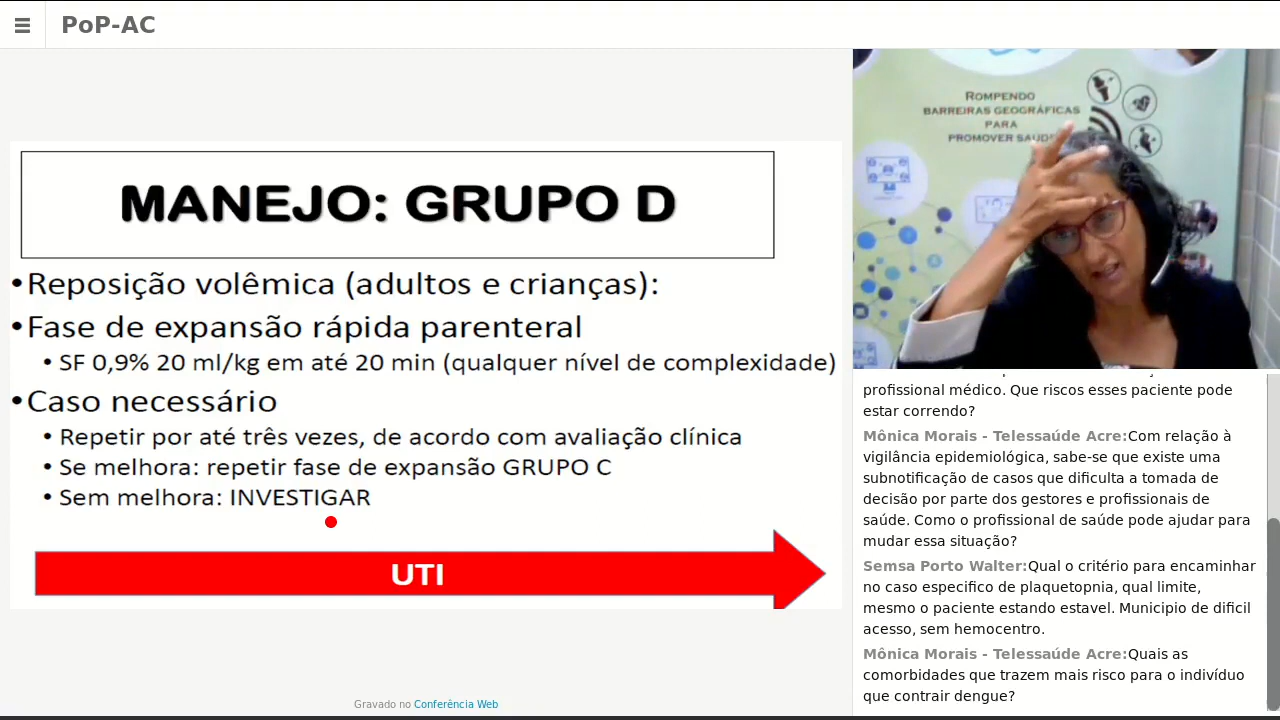 PoP-AC
MANEJO: GRUPO D
•Reposição volêmica (adultos e crianças):
•Fase de expansão rápida parenteral
• SF 0,9% 20 ml/kg em até 20 min (qualquer nível de complexidade)
•Caso necessário
• Repetir por até três vezes, de acordo com avaliação clínica
• Se melhora: repetir fase de expansão GRUPO C
• Sem melhora: INVESTIGAR
UTI
Gravado no Conferência Web
ROMPENDO
BARREIRAS GEOGRÁFICAS
PARA
PROMOVER SAÚDE
profissional médico. Que riscos esses paciente pode
estar correndo?
Mônica Morais - Telessaúde Acre:Com relação à
vigilância epidemiológica, sabe-se que existe uma
subnotificação de casos que dificulta a tomada de
decisão por parte dos gestores e profissionais de
saúde. Como o profissional de saúde pode ajudar para
mudar essa situação?
Semsa Porto Walter:Qual o critério para encaminhar
no caso especifico de plaquetopnia, qual limite,
mesmo o paciente estando estavel. Municipio de dificil
acesso, sem hemocentro.
Mônica Morais - Telessaúde Acre:Quais as
comorbidades que trazem mais risco para o indivíduo
que contrair dengue?